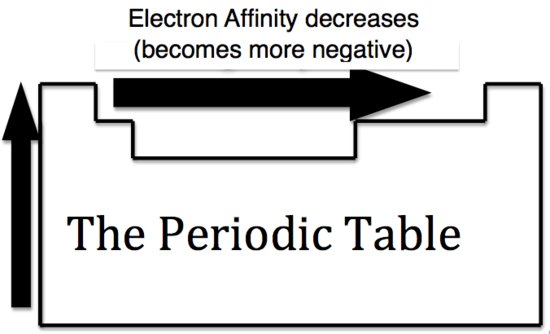 Electron Affinity decreases
(becomes more negative)
The Periodic Table